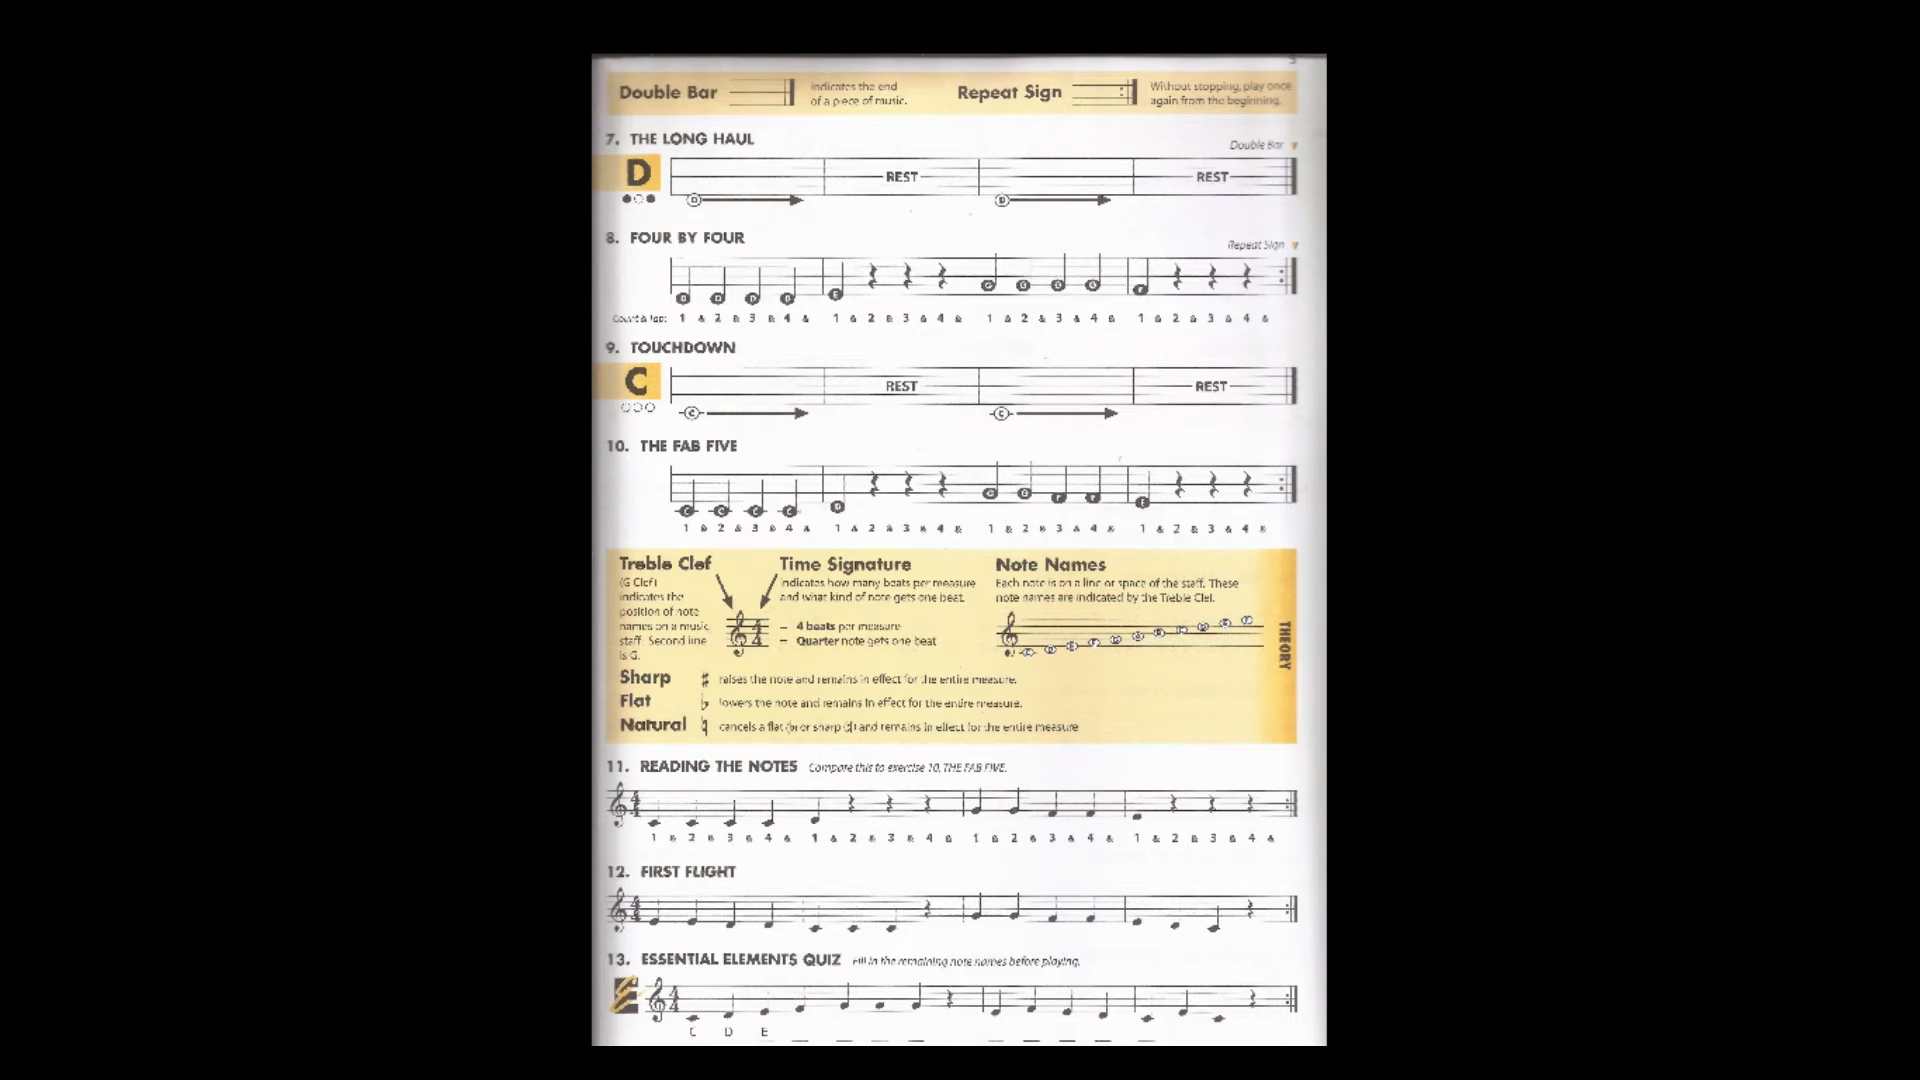 Double Bar indicates the end of a piece of music. Repeat Sign Without stopping, play once again from the beginning.
7. THE LONG HAUL
Double Bar
D
REST REST
D D
8. FOUR BY FOUR
Repeat Sign
D D D D E G G G G F
Count & Tap: 1 & 2 & 3 & 4 & 1 & 2 & 3 & 4 & 1 & 2 & 3 & 4 & 1 & 2 & 3 & 4 &
9. TOUCHDOWN
C
REST REST
C C
10. THE FAB FIVE
C C C C D G G F F E
1 & 2 & 3 & 4 & 1 & 2 & 3 & 4 & 1 & 2 & 3 & 4 & 1 & 2 & 3 & 4 &
Treble Clef
(G Clef)
indicates the
position of note
names on a music
staff: Second line
is G.
Time Signature
indicates how many beats per measure
and what kind of note gets one beat.
4
4
– 4 beats per measure
– Quarter note gets one beat
Note Names
Each note is on a line or space of the staff. These
note names are indicated by the Treble Clef.
THEORY
Sharp ♯ raises the note and remains in effect for the entire measure.
Flat ♭ lowers the note and remains in effect for the entire measure.
Natural ♮ cancels a flat (♭) or sharp (♯) and remains in effect for the entire measure.
11. READING THE NOTES Compare this to exercise 10, THE FAB FIVE.
4
4
1 & 2 & 3 & 4 & 1 & 2 & 3 & 4 & 1 & 2 & 3 & 4 & 1 & 2 & 3 & 4 &
12. FIRST FLIGHT
4
4
13. ESSENTIAL ELEMENTS QUIZ Fill in the remaining note names before playing.
4
4
C D E